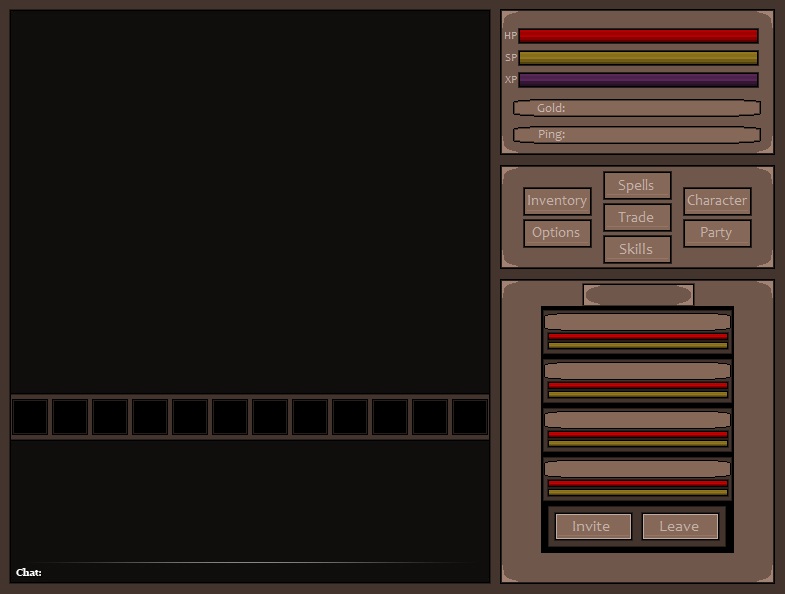 HP
SP
XP
Gold:
Ping:
Spells
Inventory
Character
Trade
Options
Party
Skills
Invite
Leave
Chat: